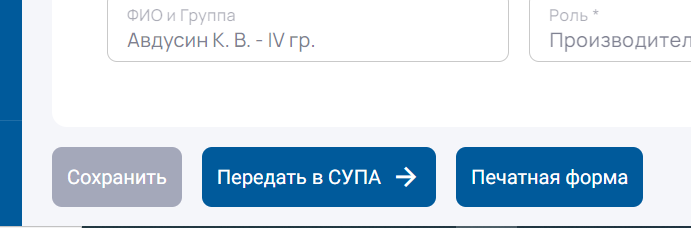 ФИО и Группа
Роль *
Авдусин К. В. - IV гр.
Сохранить
Передать в СУПА
Печатная форма